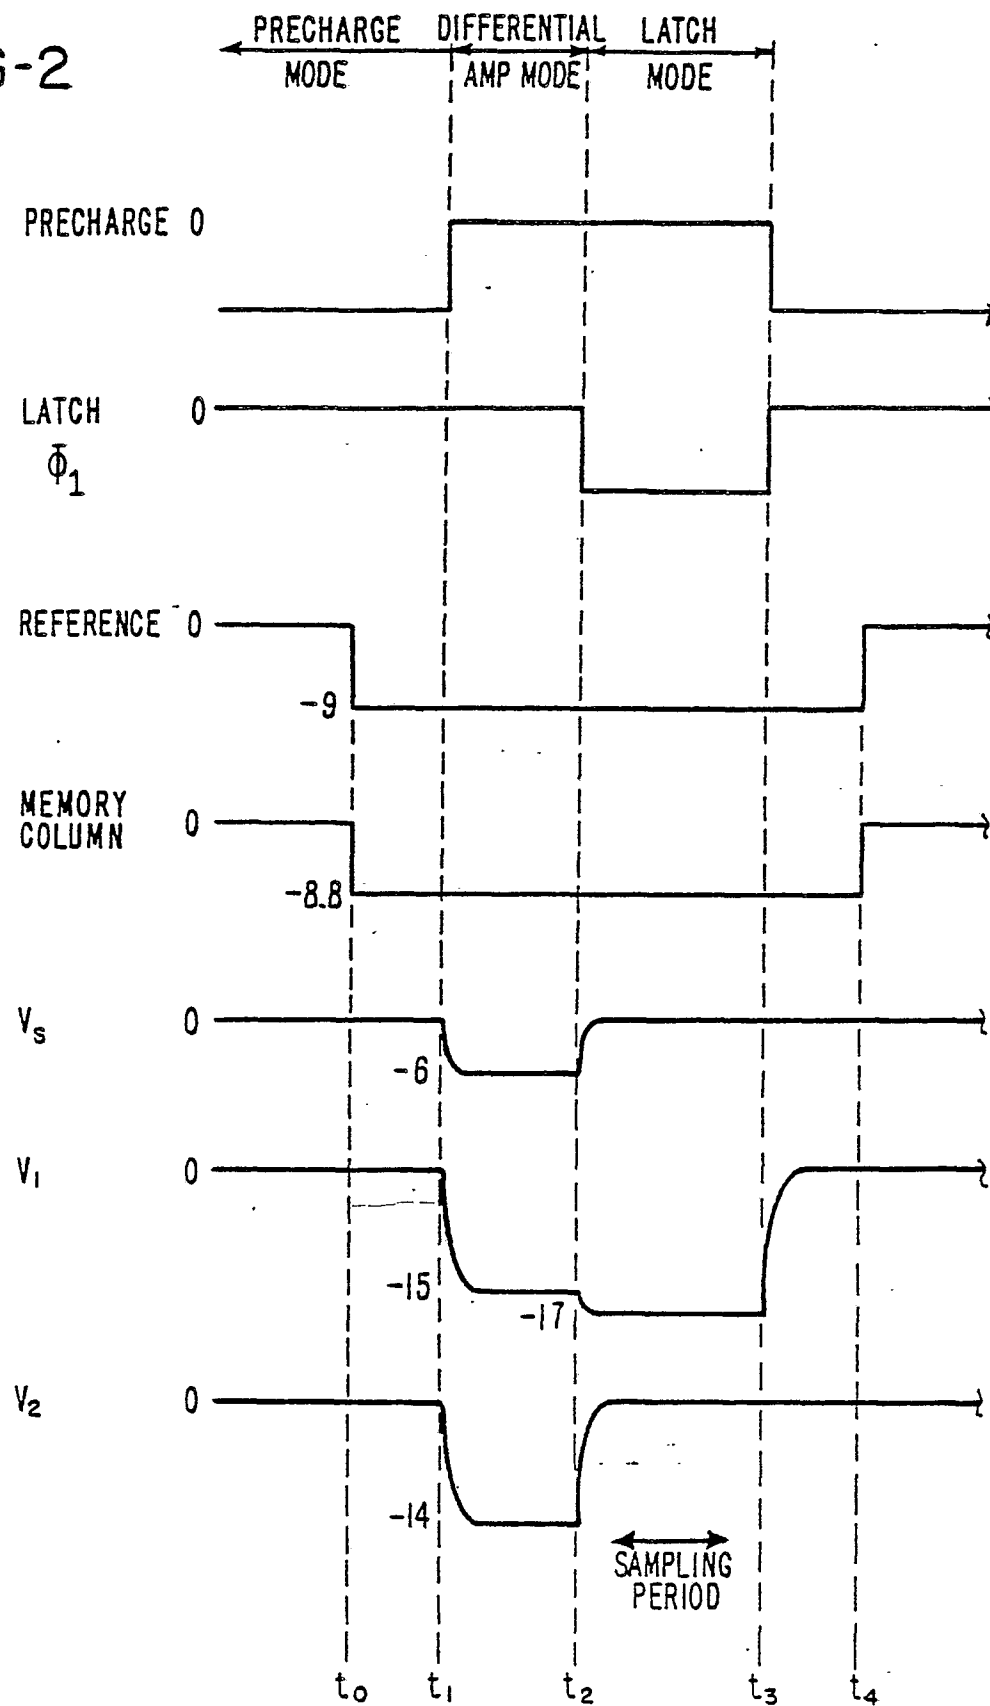 G-2
PRECHARGE MODE
DIFFERENTIAL AMP MODE
LATCH MODE
PRECHARGE 0
LATCH 0
Φ1
REFERENCE 0
-9
MEMORY COLUMN 0
-8.8
Vs 0
-6
V1 0
-15
-17
V2 0
-14
SAMPLING PERIOD
t0 t1 t2 t3 t4